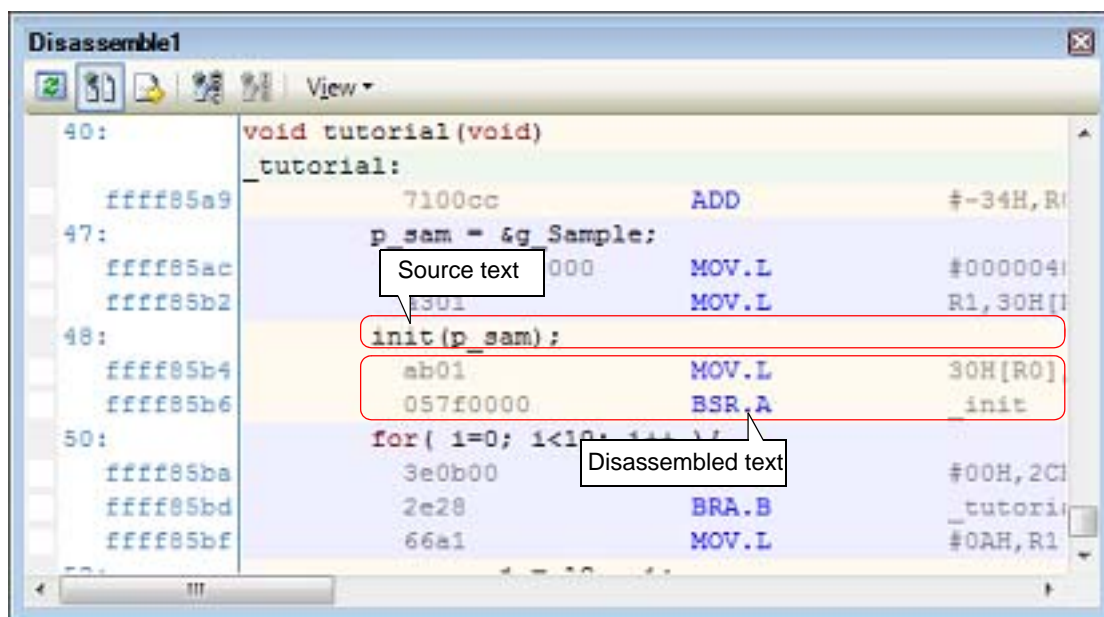 Disassemble1
View
40: void tutorial(void)
_tutorial:
ffff85a9 7100cc ADD #-34H,R
47: p_sam = &g_Sample;
ffff85ac 000 MOV.L #000004
Source text
ffff85b2 a301 MOV.L R1,30H[
48: init(p_sam);
ffff85b4 ab01 MOV.L 30H[R0],
ffff85b6 057f0000 BSR.A _init
50: for( i=0; i<10; i++ ){
Disassembled text
ffff85ba 3e0b00 #00H,2C
ffff85bd 2e28 BRA.B _tutori
ffff85bf 66a1 MOV.L #0AH,R1